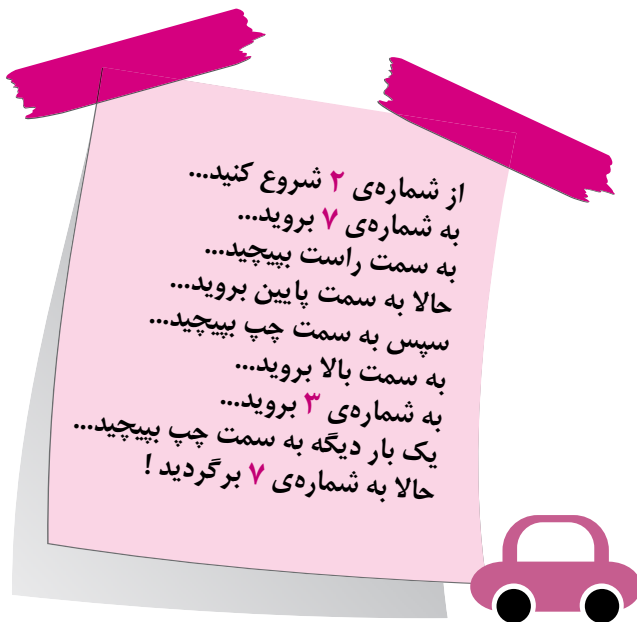 از شماره‌ی ۲ شروع کنید...
به شماره‌ی ۷ بروید...
به سمت راست بپیچید...
حالا به سمت پایین بروید...
سپس به سمت چپ بپیچید...
به سمت بالا بروید...
به شماره‌ی ۳ بروید...
یک بار دیگه به سمت چپ بپیچید...
حالا به شماره‌ی ۷ برگردید !